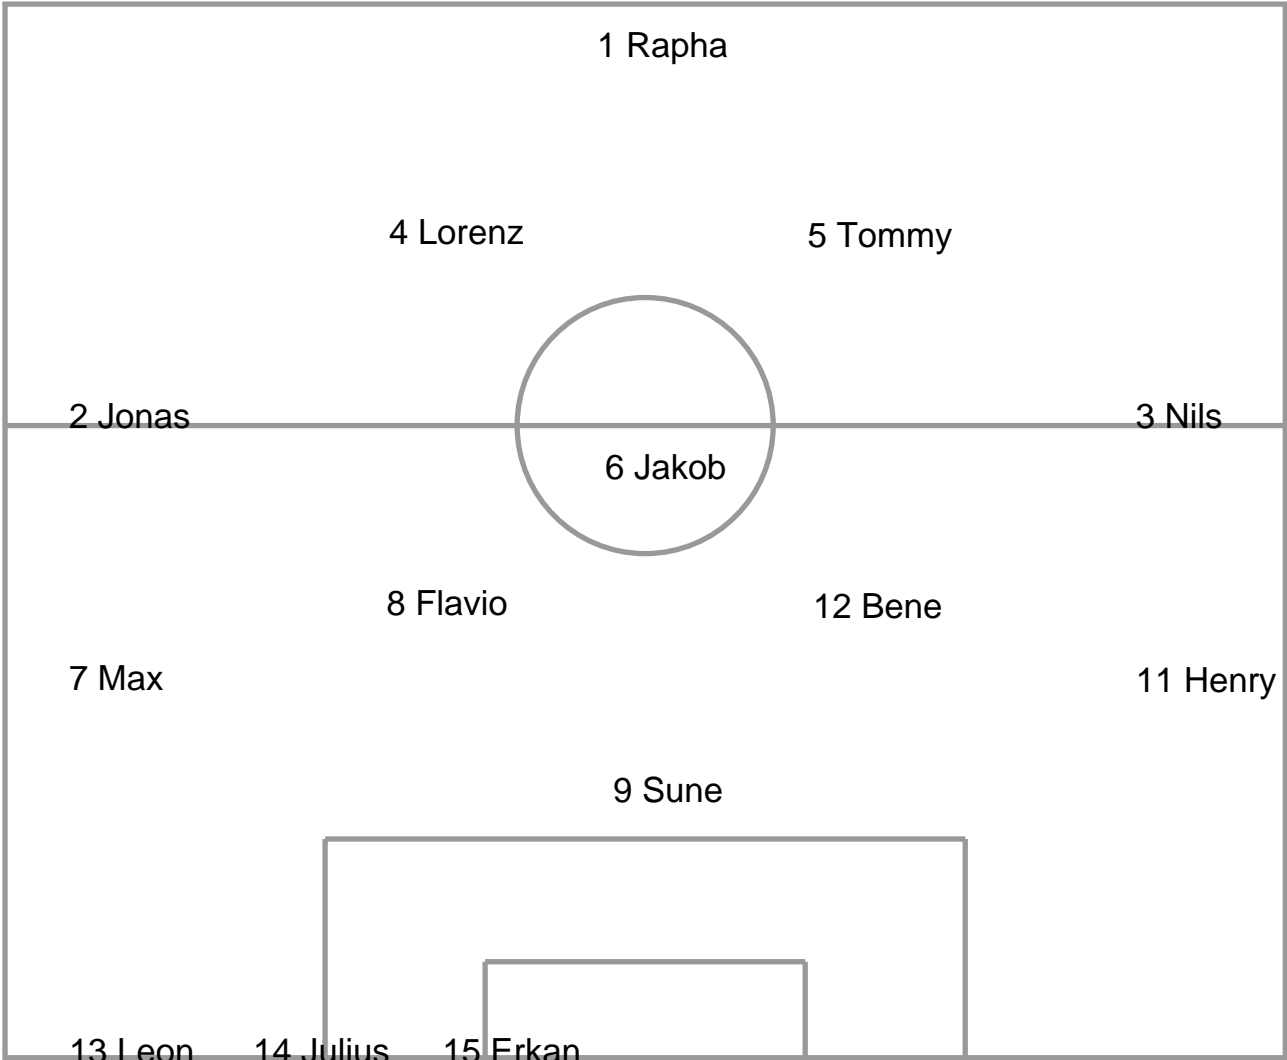 1 Rapha
4 Lorenz
5 Tommy
2 Jonas
3 Nils
6 Jakob
8 Flavio
12 Bene
7 Max
11 Henry
9 Sune
13 Leon
14 Julius
15 Erkan